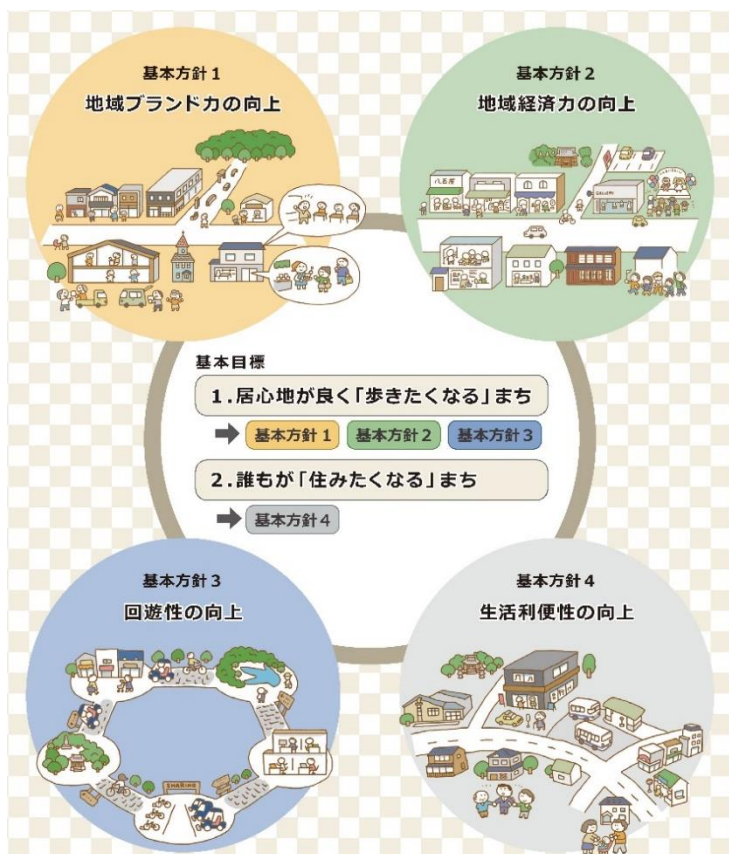 基本方針1
地域ブランド力の向上
基本方針2
地域経済力の向上
八百屋
GALLERY
基本目標
1.居心地が良く「歩きたくなる」まち
➡ 基本方針1 基本方針2 基本方針3
2.誰もが「住みたくなる」まち
➡ 基本方針4
基本方針3
回遊性の向上
SHARING
基本方針4
生活利便性の向上